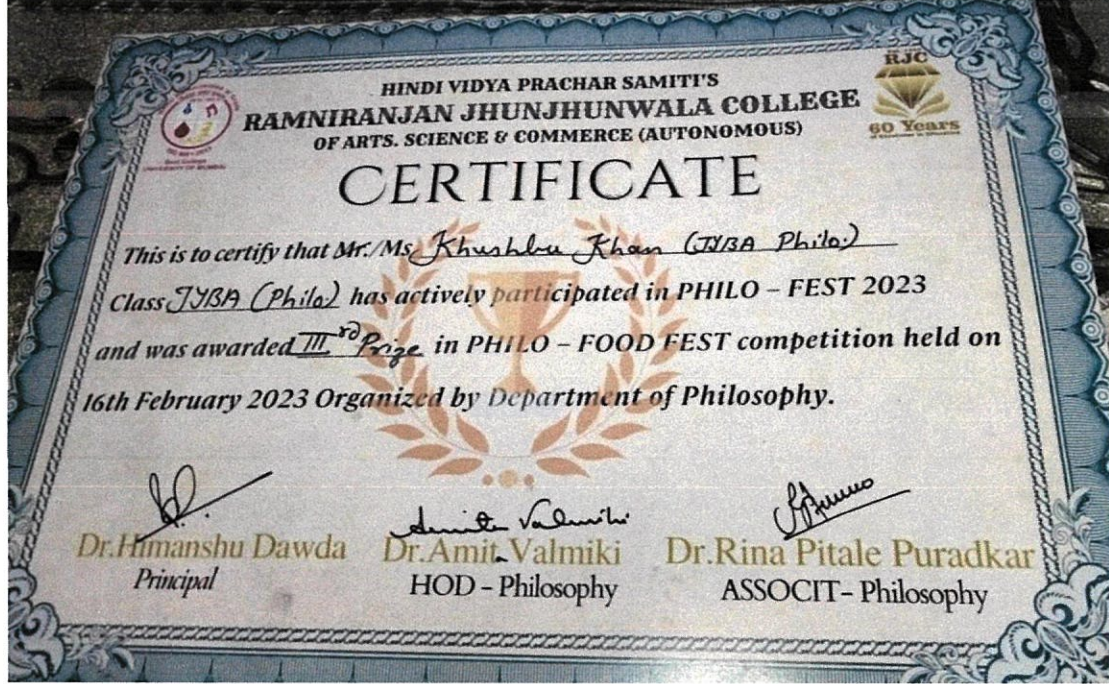 HINDI VIDYA PRACHAR SAMITI'S
RAMNIRANJAN JHUNJHUNWALA COLLEGE
OF ARTS. SCIENCE & COMMERCE (AUTONOMOUS)
RJC
60 Years
CERTIFICATE
This is to certify that Mr./Ms. Khushbu Khan (TYBA Philo.)
Class TYBA (Philo) has actively participated in PHILO – FEST 2023
and was awarded IIIrd Prize in PHILO – FOOD FEST competition held on
16th February 2023 Organized by Department of Philosophy.
Amita Valmiki
Dr.Himanshu Dawda Dr.Amit.Valmiki Dr.Rina Pitale Puradkar
Principal HOD – Philosophy ASSOCIT– Philosophy